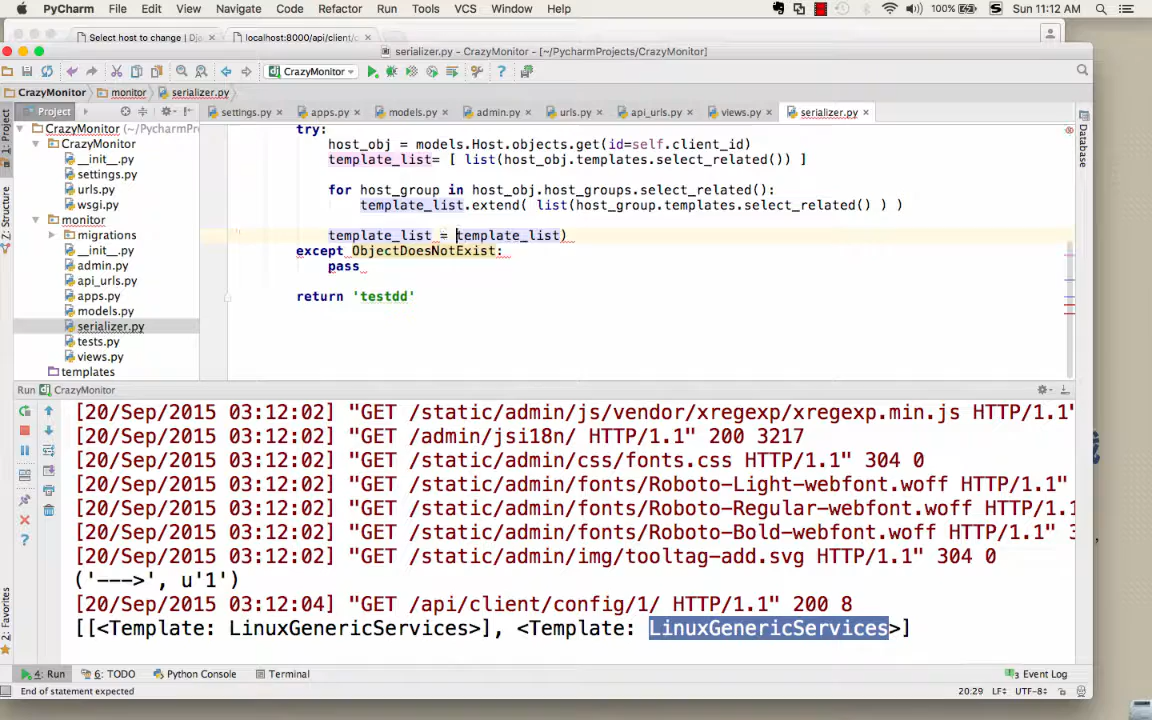 PyCharm File Edit View Navigate Code Refactor Run Tools VCS Window Help 100% Sun 11:12 AM
Select host to change | Dj localhost:8000/api/client/c
serializer.py - CrazyMonitor - [~/PycharmProjects/CrazyMonitor]
CrazyMonitor
CrazyMonitor monitor serializer.py
Project settings.py apps.py models.py admin.py urls.py api_urls.py views.py serializer.py
1: Project
Z: Structure
2: Favorites
Database
CrazyMonitor (~/PycharmPr
CrazyMonitor
__init__.py
settings.py
urls.py
wsgi.py
monitor
migrations
__init__.py
admin.py
api_urls.py
apps.py
models.py
serializer.py
tests.py
views.py
templates
try:
host_obj = models.Host.objects.get(id=self.client_id)
template_list= [ list(host_obj.templates.select_related()) ]
for host_group in host_obj.host_groups.select_related():
template_list.extend( list(host_group.templates.select_related() ) )
template_list = template_list)
except ObjectDoesNotExist:
pass
return 'testdd'
Run CrazyMonitor
[20/Sep/2015 03:12:02] "GET /static/admin/js/vendor/xregexp/xregexp.min.js HTTP/1.1"
[20/Sep/2015 03:12:02] "GET /admin/jsi18n/ HTTP/1.1" 200 3217
[20/Sep/2015 03:12:02] "GET /static/admin/css/fonts.css HTTP/1.1" 304 0
[20/Sep/2015 03:12:02] "GET /static/admin/fonts/Roboto-Light-webfont.woff HTTP/1.1"
[20/Sep/2015 03:12:02] "GET /static/admin/fonts/Roboto-Regular-webfont.woff HTTP/1.1
[20/Sep/2015 03:12:02] "GET /static/admin/fonts/Roboto-Bold-webfont.woff HTTP/1.1" 3
[20/Sep/2015 03:12:02] "GET /static/admin/img/tooltag-add.svg HTTP/1.1" 304 0
('--->', u'1')
[20/Sep/2015 03:12:04] "GET /api/client/config/1/ HTTP/1.1" 200 8
[[<Template: LinuxGenericServices>], <Template: LinuxGenericServices>]
4: Run 6: TODO Python Console Terminal 3 Event Log
End of statement expected 20:29 LF UTF-8